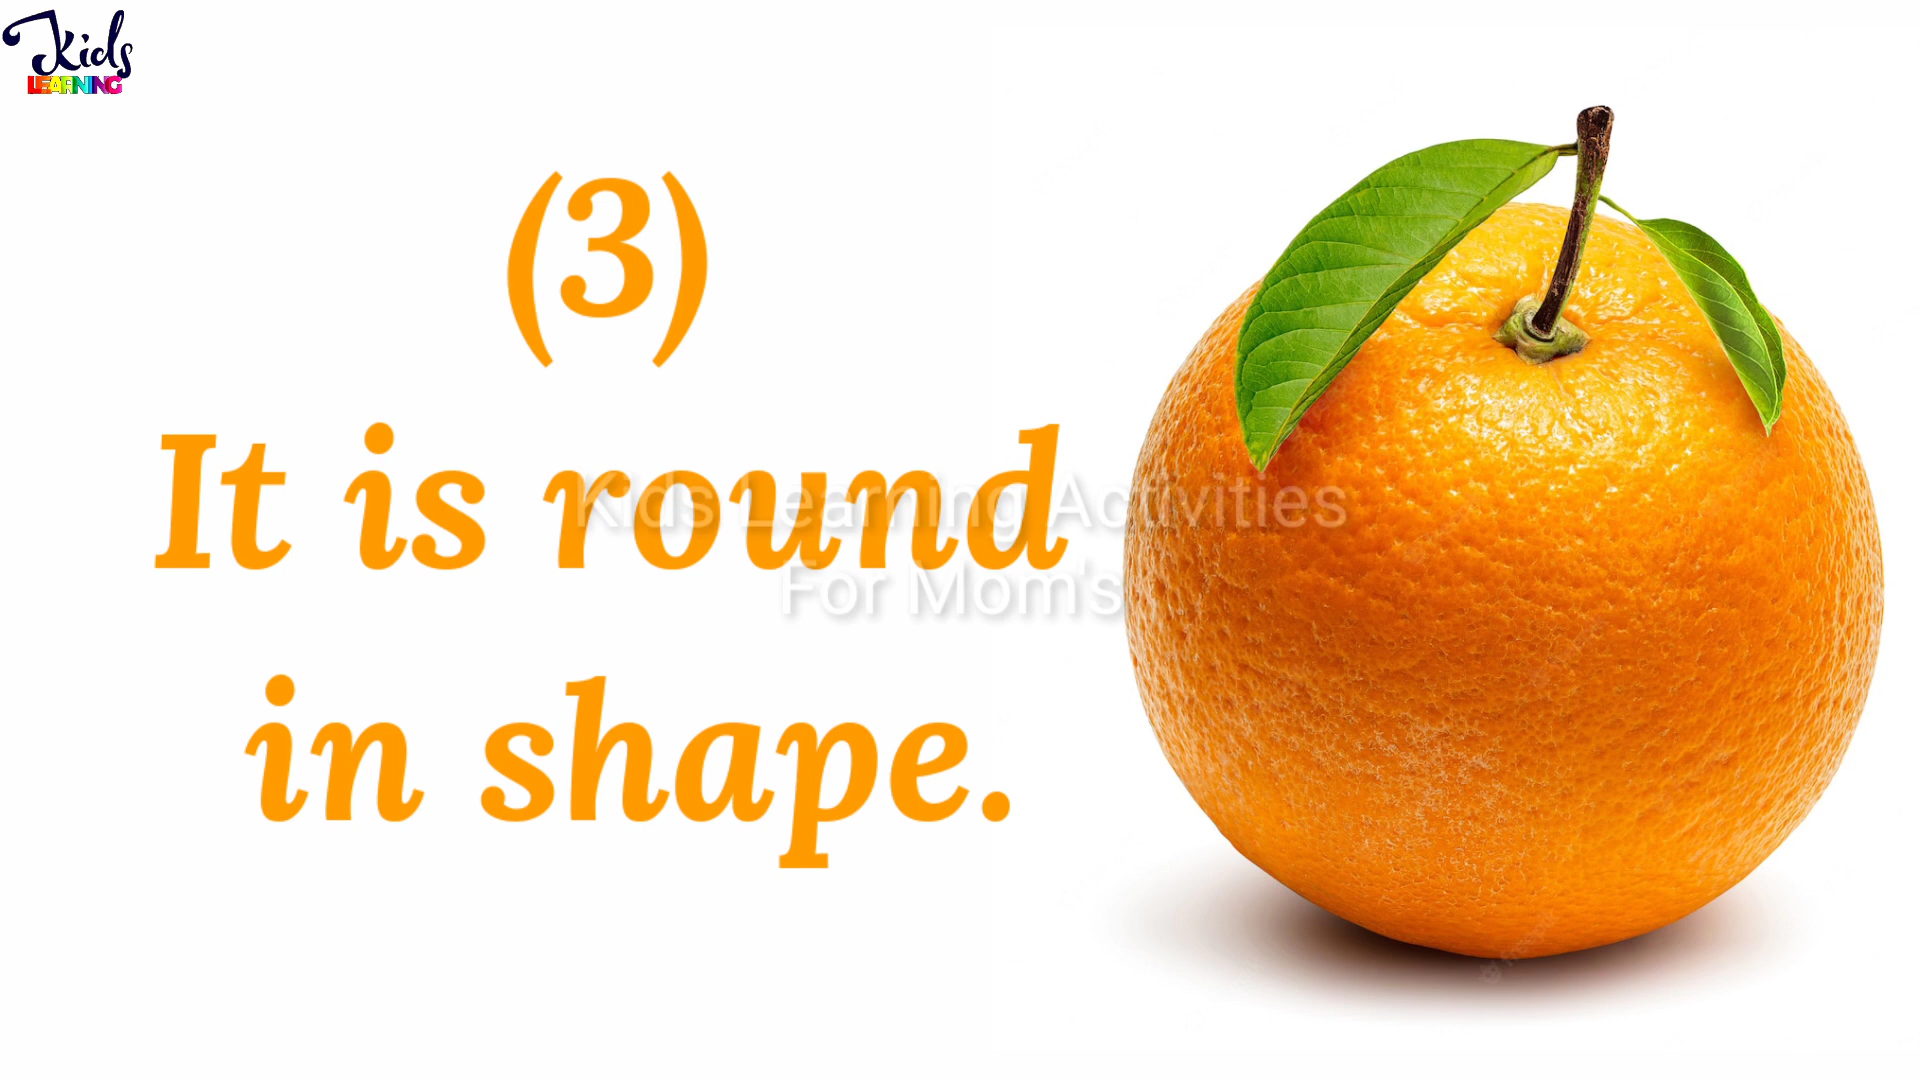 Kids
LEARNING
(3)
It is round
in shape.
Kids Learning Activities
For Mom's